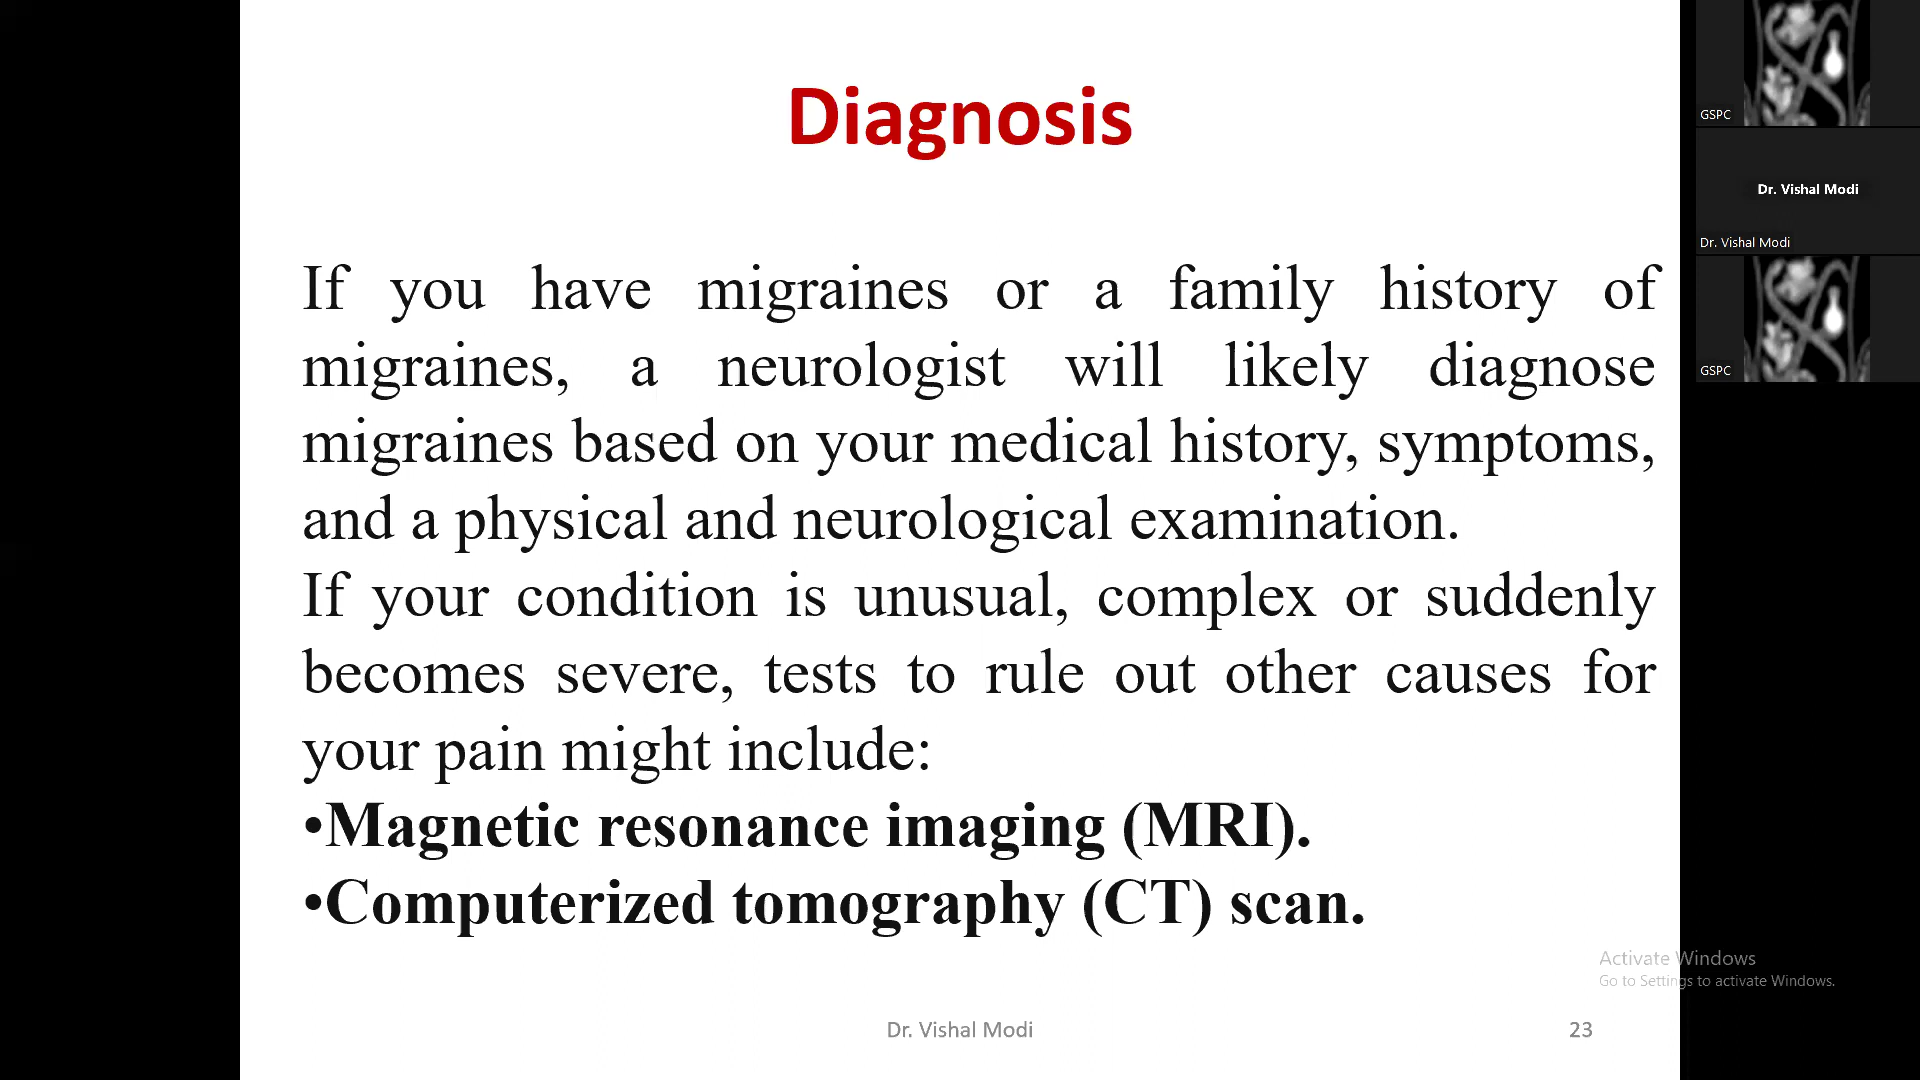 Diagnosis
If you have migraines or a family history of
migraines, a neurologist will likely diagnose
migraines based on your medical history, symptoms,
and a physical and neurological examination.
If your condition is unusual, complex or suddenly
becomes severe, tests to rule out other causes for
your pain might include:
•Magnetic resonance imaging (MRI).
•Computerized tomography (CT) scan.
Dr. Vishal Modi
23
GSPC
Dr. Vishal Modi
Dr. Vishal Modi
GSPC
Activate Windows
Go to Settings to activate Windows.